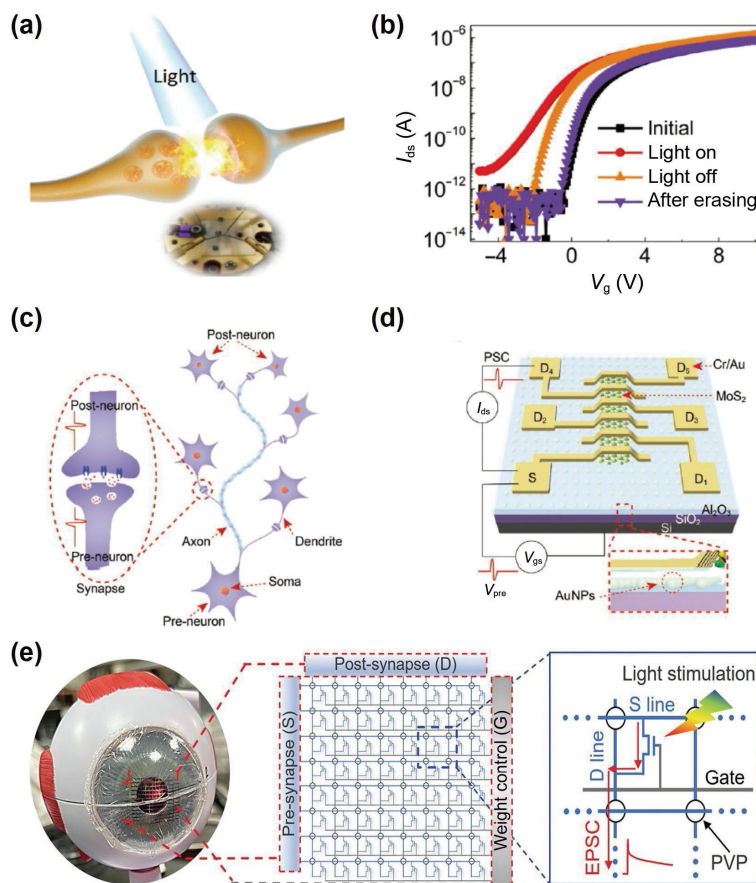 (a)
Light
(b)
10⁻⁶
10⁻⁸
10⁻¹⁰
10⁻¹²
10⁻¹⁴
I_ds (A)
Initial
Light on
Light off
After erasing
−4
0
4
8
V_g (V)
(c)
Post-neuron
Post-neuron
Pre-neuron
Synapse
Axon
Dendrite
Soma
Pre-neuron
(d)
PSC
D₄
D₅
Cr/Au
MoS₂
I_ds
D₂
D₃
S
D₁
Al₂O₃
SiO₂
Si
V_gs
V_pre
AuNPs
(e)
Post-synapse (D)
Pre-synapse (S)
Weight control (G)
Light stimulation
S line
D line
Gate
EPSC
PVP